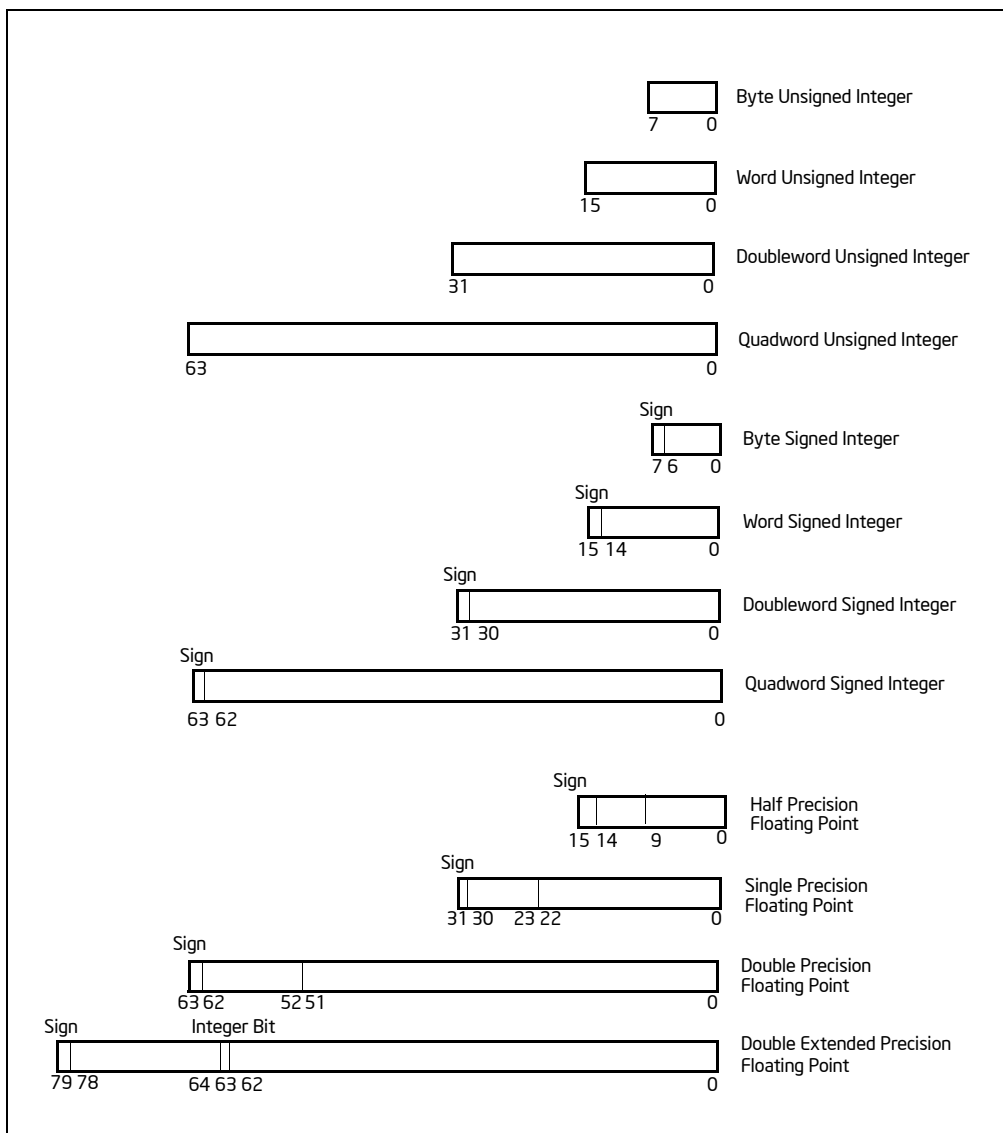 Byte Unsigned Integer
7 0
Word Unsigned Integer
15 0
Doubleword Unsigned Integer
31 0
Quadword Unsigned Integer
63 0
Sign
Byte Signed Integer
7 6 0
Sign
Word Signed Integer
15 14 0
Sign
Doubleword Signed Integer
31 30 0
Sign
Quadword Signed Integer
63 62 0
Sign
Half Precision
Floating Point
15 14 9 0
Sign
Single Precision
Floating Point
31 30 23 22 0
Sign
Double Precision
Floating Point
63 62 52 51 0
Sign Integer Bit
Double Extended Precision
Floating Point
79 78 64 63 62 0